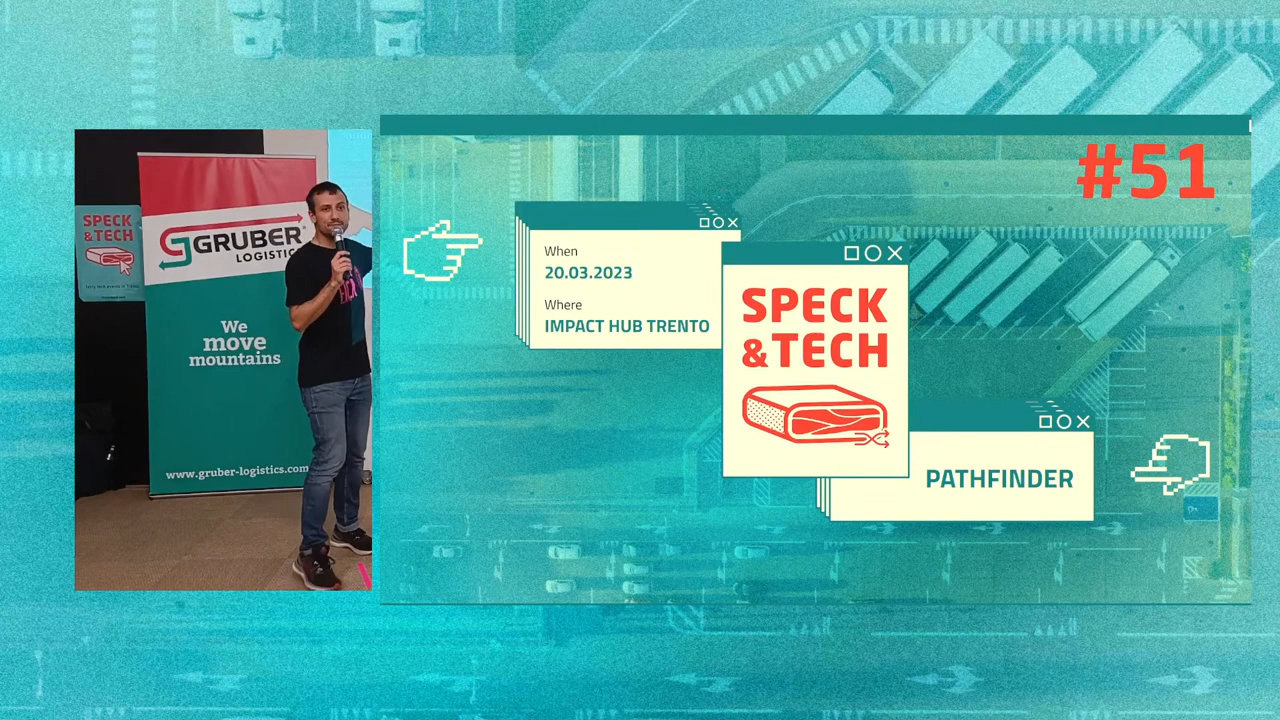 SPECK
&TECH
GRUBER
LOGISTIC
We
move
mountains
www.gruber-logistics.com
#51
When
20.03.2023
Where
IMPACT HUB TRENTO
SPECK
&TECH
PATHFINDER